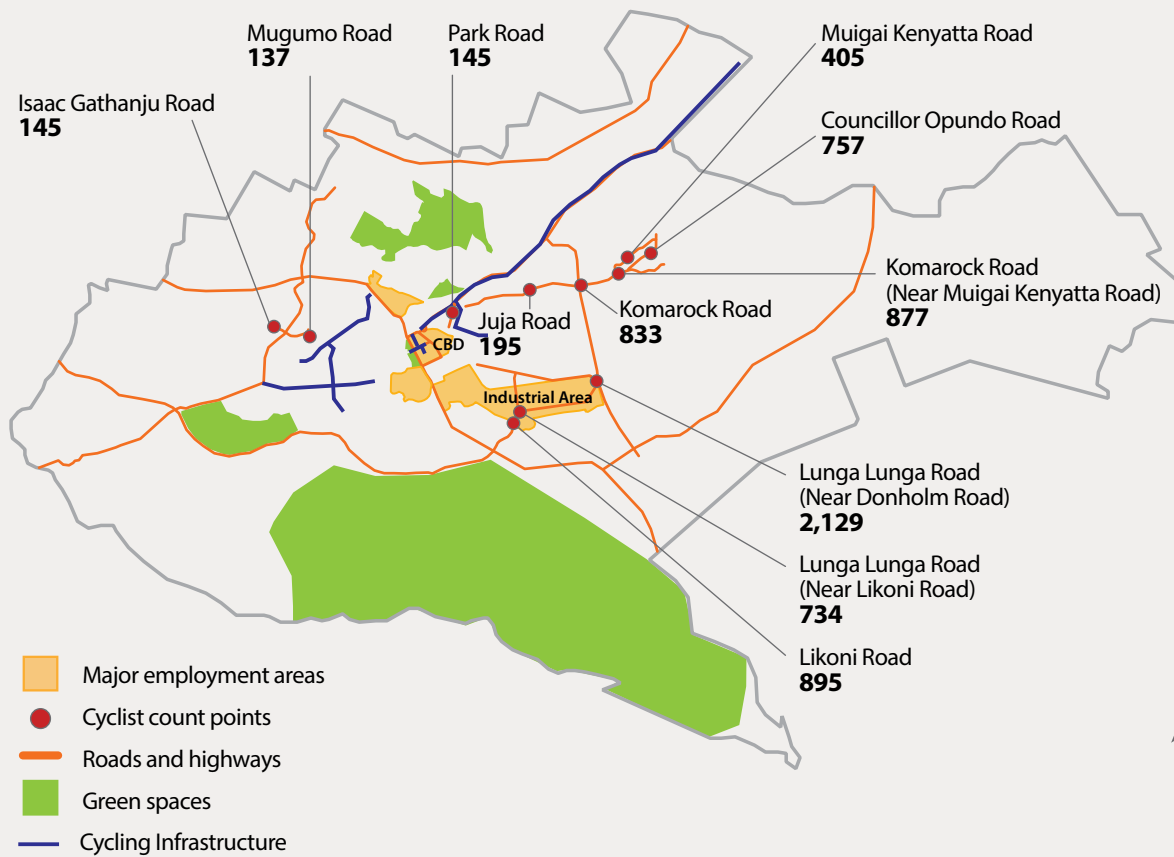 Mugumo Road
137
Park Road
145
Muigai Kenyatta Road
405
Isaac Gathanju Road
145
Councillor Opundo Road
757
Komarock Road
(Near Muigai Kenyatta Road)
877
Komarock Road
833
Juja Road
195
CBD
Industrial Area
Lunga Lunga Road
(Near Donholm Road)
2,129
Lunga Lunga Road
(Near Likoni Road)
734
Likoni Road
895
Major employment areas
Cyclist count points
Roads and highways
Green spaces
Cycling Infrastructure